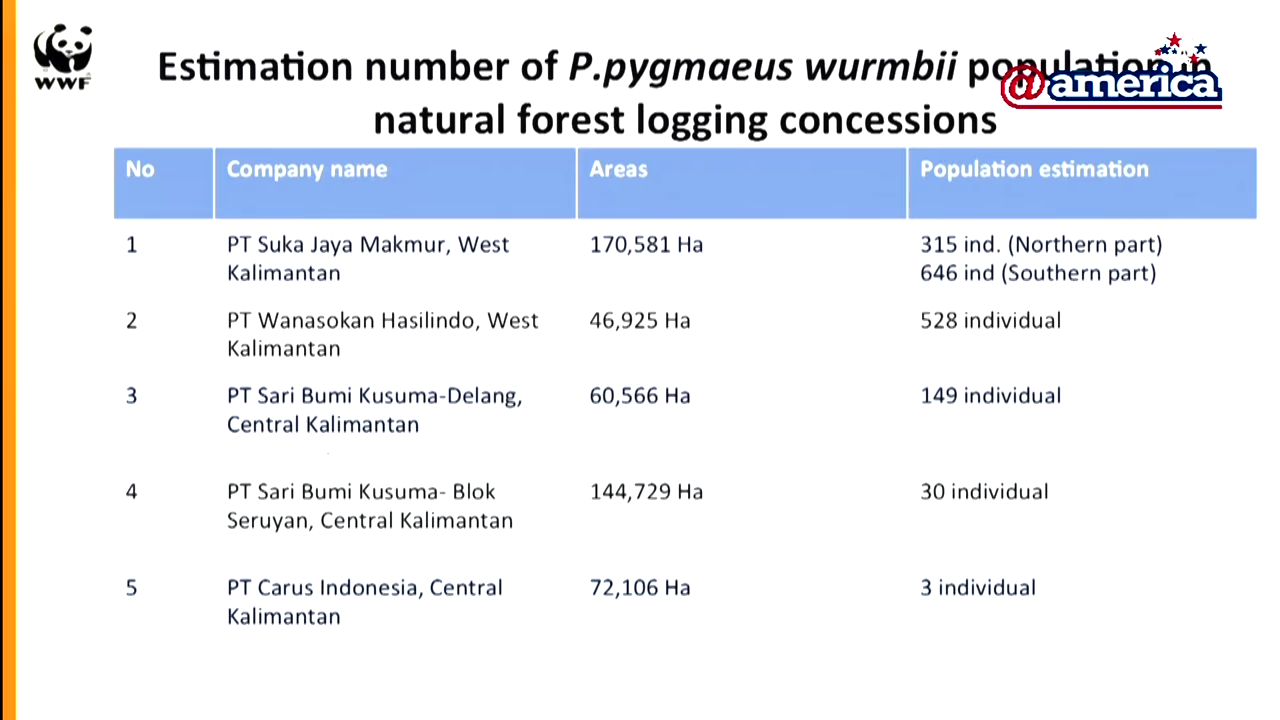 WWF
Estimation number of P.pygmaeus wurmbii population in
@america
natural forest logging concessions
No Company name Areas Population estimation
1 PT Suka Jaya Makmur, West 170,581 Ha 315 ind. (Northern part)
Kalimantan 646 ind (Southern part)
2 PT Wanasokan Hasilindo, West 46,925 Ha 528 individual
Kalimantan
3 PT Sari Bumi Kusuma-Delang, 60,566 Ha 149 individual
Central Kalimantan
4 PT Sari Bumi Kusuma- Blok 144,729 Ha 30 individual
Seruyan, Central Kalimantan
5 PT Carus Indonesia, Central 72,106 Ha 3 individual
Kalimantan